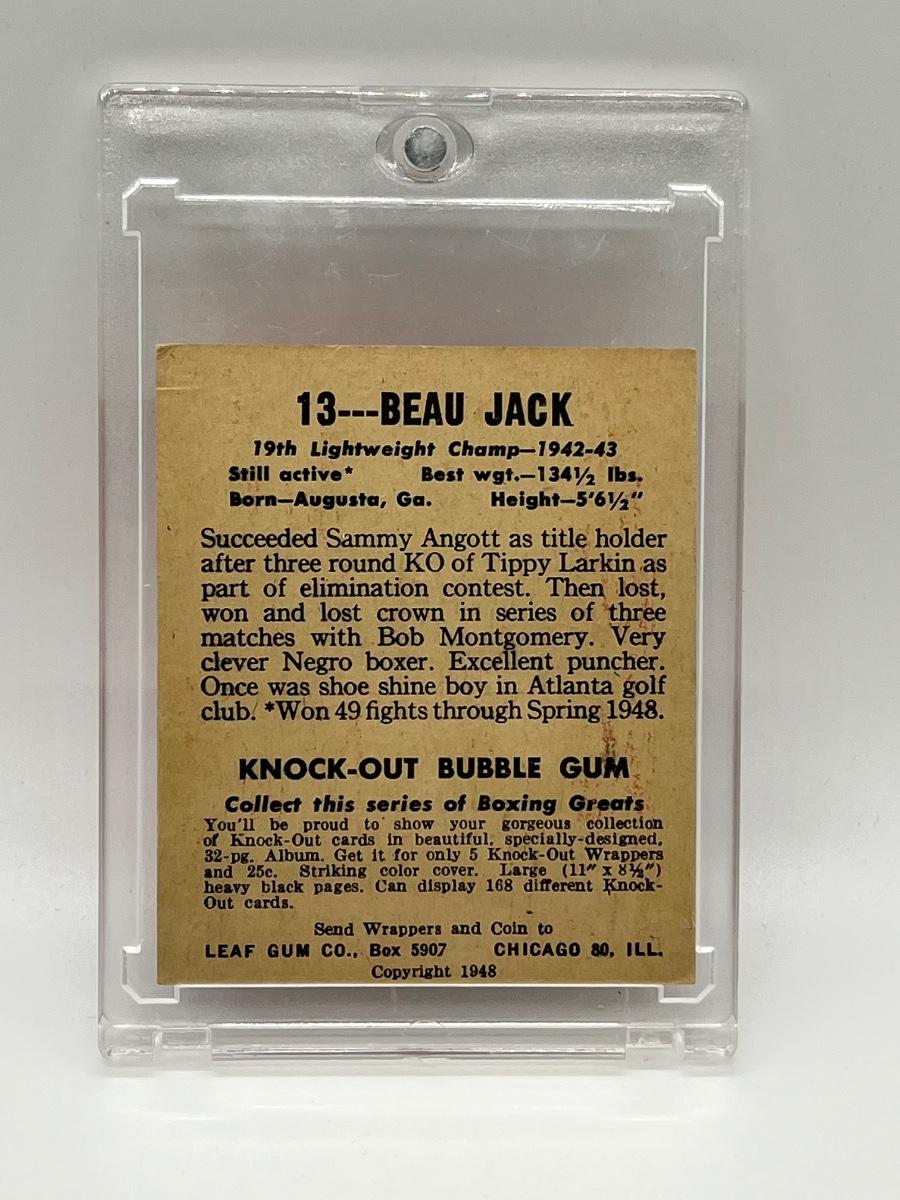 13---BEAU JACK
19th Lightweight Champ—1942-43
Still active* Best wgt.—134½ lbs.
Born—Augusta, Ga. Height—5'6½"
Succeeded Sammy Angott as title holder
after three round KO of Tippy Larkin as
part of elimination contest. Then lost,
won and lost crown in series of three
matches with Bob Montgomery. Very
clever Negro boxer. Excellent puncher.
Once was shoe shine boy in Atlanta golf
club. *Won 49 fights through Spring 1948.
KNOCK-OUT BUBBLE GUM
Collect this series of Boxing Greats
You'll be proud to show your gorgeous collection
of Knock-Out cards in beautiful, specially-designed,
32-pg. Album. Get it for only 5 Knock-Out Wrappers
and 25c. Striking color cover. Large (11" x 8½")
heavy black pages. Can display 168 different Knock-
Out cards.
Send Wrappers and Coin to
LEAF GUM CO., Box 5907 CHICAGO 80, ILL.
Copyright 1948